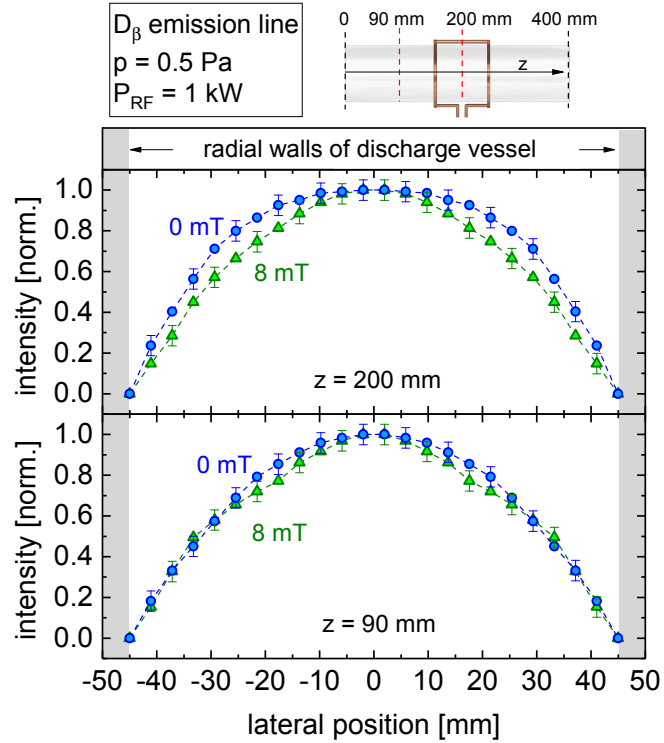 D_β emission line
p = 0.5 Pa
P_RF = 1 kW
0 90 mm 200 mm 400 mm
z
radial walls of discharge vessel
intensity [norm.]
1.0
0.8
0.6
0.4
0.2
0.0
0 mT
8 mT
z = 200 mm
intensity [norm.]
1.0
0.8
0.6
0.4
0.2
0.0
0 mT
8 mT
z = 90 mm
-50 -40 -30 -20 -10 0 10 20 30 40 50
lateral position [mm]